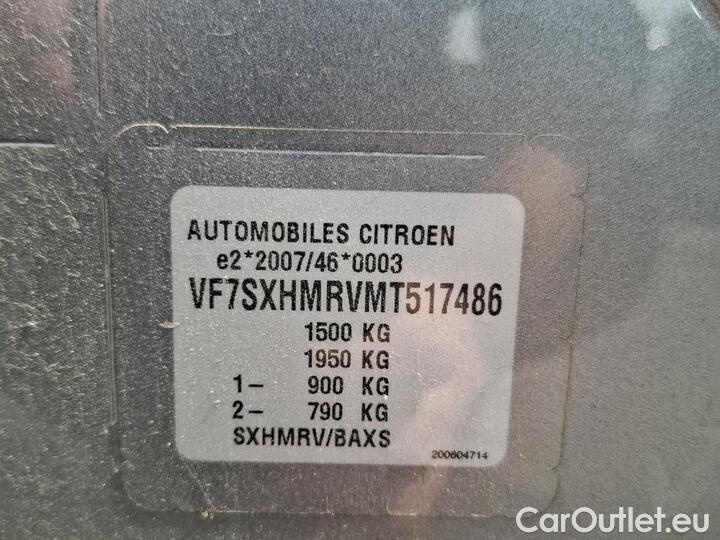 AUTOMOBILES CITROEN
e2*2007/46*0003
VF7SXHMRVMT517486
1500 KG
1950 KG
1- 900 KG
2- 790 KG
SXHMRV/BAXS
200604714
CarOutlet.eu